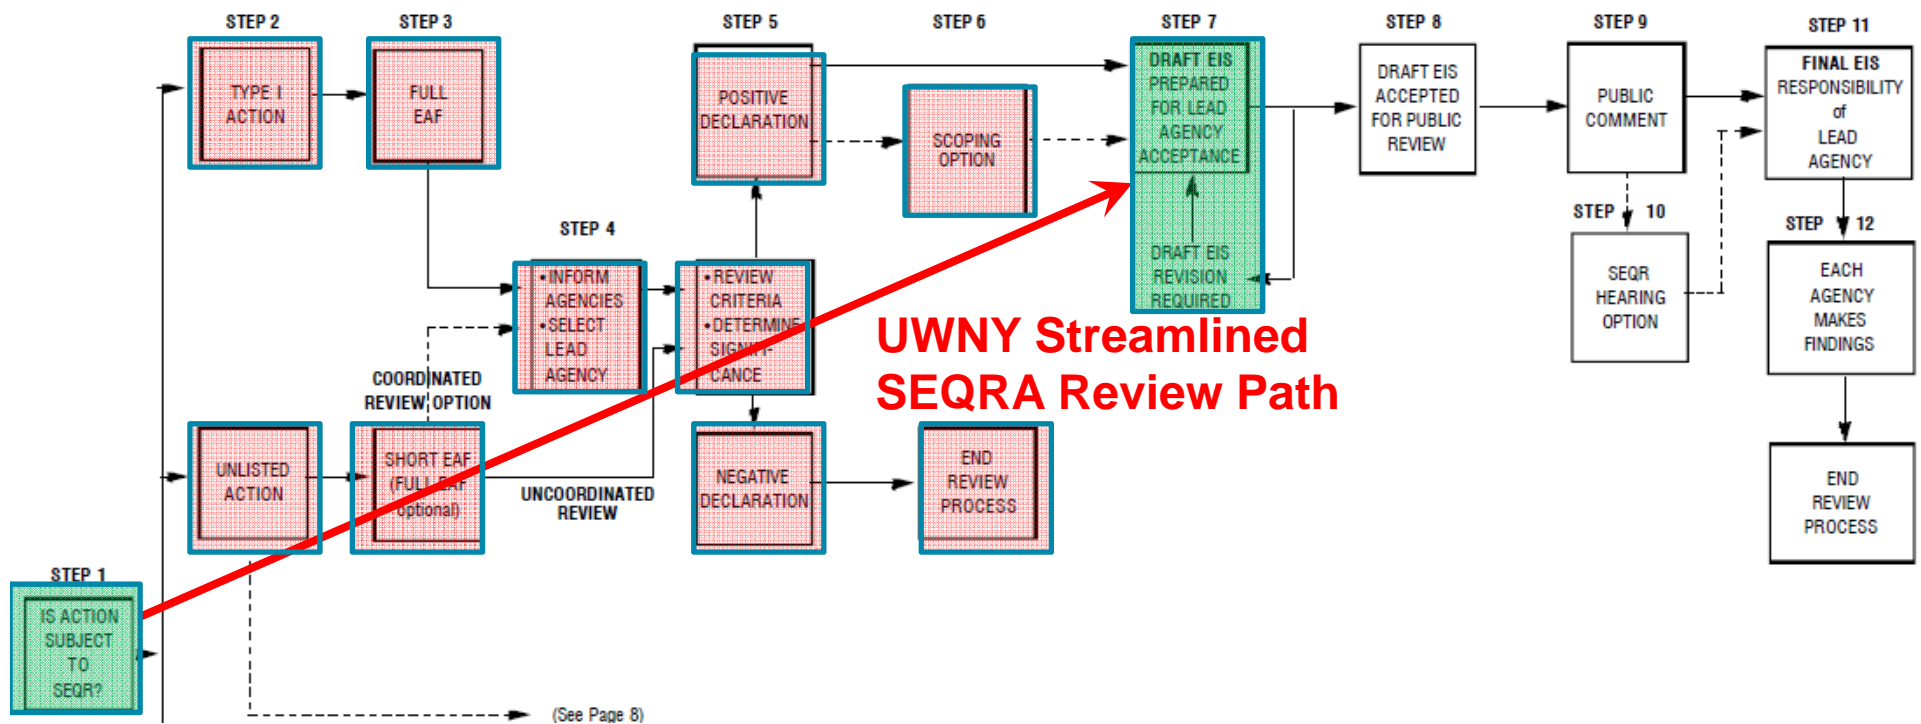 STEP 2
TYPE I
ACTION
STEP 3
FULL
EAF
STEP 4
•INFORM
AGENCIES
•SELECT
LEAD
AGENCY
STEP 5
POSITIVE
DECLARATION
•REVIEW
CRITERIA
•DETERMINE
SIGNIFI-
CANCE
NEGATIVE
DECLARATION
STEP 6
SCOPING
OPTION
END
REVIEW
PROCESS
STEP 7
DRAFT EIS
PREPARED
FOR LEAD
AGENCY
ACCEPTANCE
DRAFT EIS
REVISION
REQUIRED
STEP 8
DRAFT EIS
ACCEPTED
FOR PUBLIC
REVIEW
STEP 9
PUBLIC
COMMENT
STEP 10
SEQR
HEARING
OPTION
STEP 11
FINAL EIS
RESPONSIBILITY
of
LEAD
AGENCY
STEP 12
EACH
AGENCY
MAKES
FINDINGS
END
REVIEW
PROCESS
UWNY Streamlined
SEQRA Review Path
COORDINATED
REVIEW OPTION
UNLISTED
ACTION
SHORT EAF
(FULL EAF
optional)
UNCOORDINATED
REVIEW
STEP 1
IS ACTION
SUBJECT
TO
SEQR?
(See Page 8)